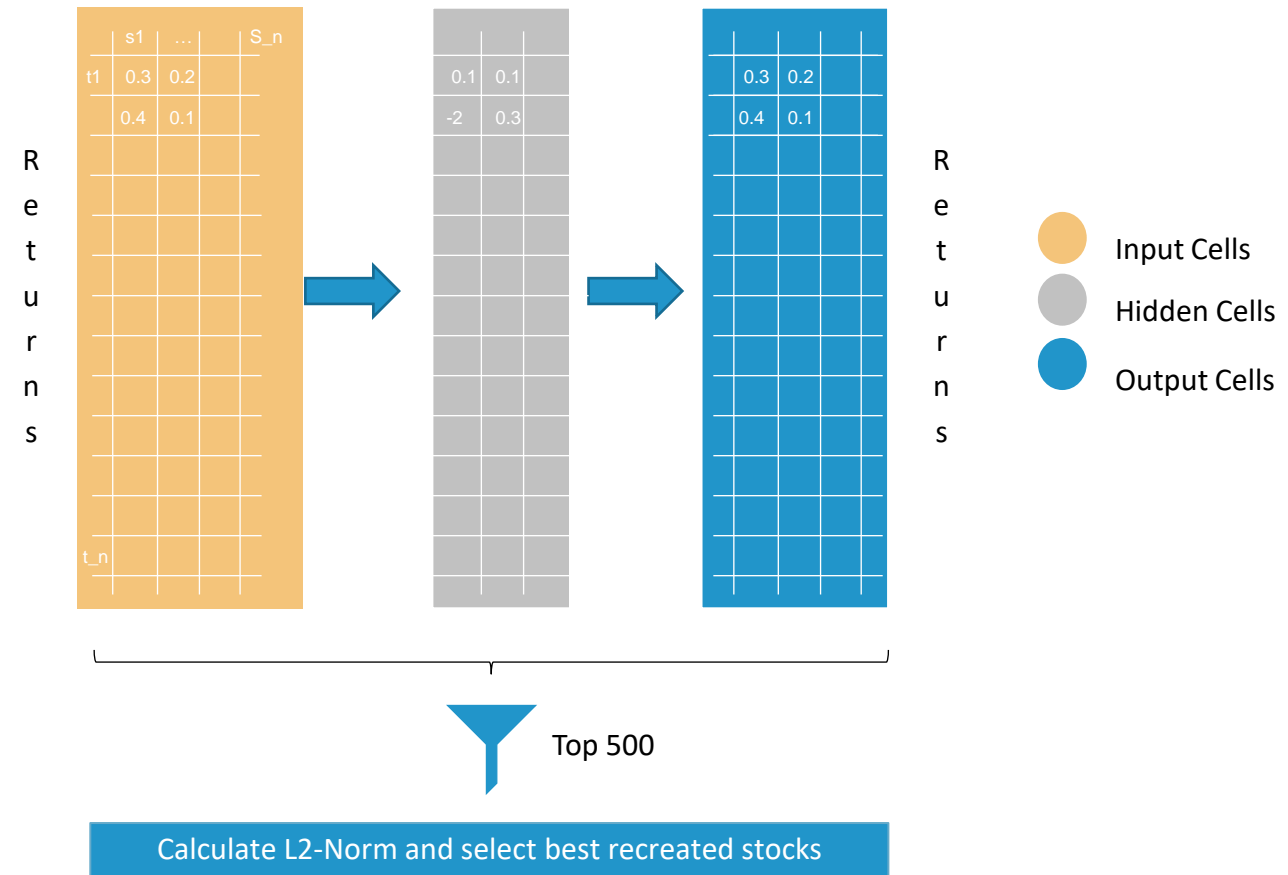 s1 … S_n
t1 0.3 0.2
0.4 0.1
t_n
0.1 0.1
-2 0.3
0.3 0.2
0.4 0.1
Returns
Returns
Input Cells
Hidden Cells
Output Cells
Top 500
Calculate L2-Norm and select best recreated stocks